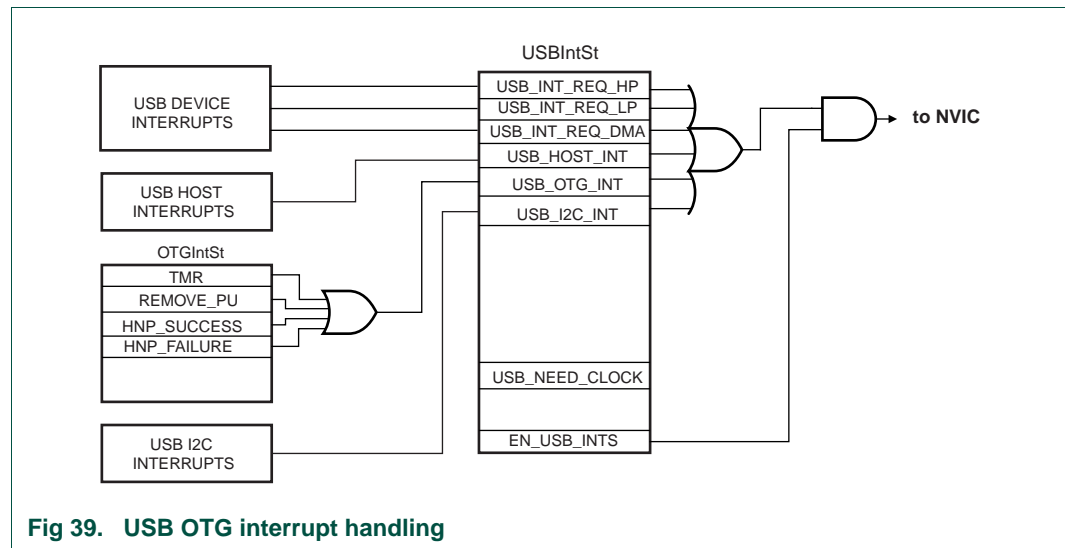 USBIntSt
USB DEVICE
INTERRUPTS
USB HOST
INTERRUPTS
OTGIntSt
TMR
REMOVE_PU
HNP_SUCCESS
HNP_FAILURE
USB I2C
INTERRUPTS
USB_INT_REQ_HP
USB_INT_REQ_LP
USB_INT_REQ_DMA
USB_HOST_INT
USB_OTG_INT
USB_I2C_INT
USB_NEED_CLOCK
EN_USB_INTS
to NVIC
Fig 39. USB OTG interrupt handling